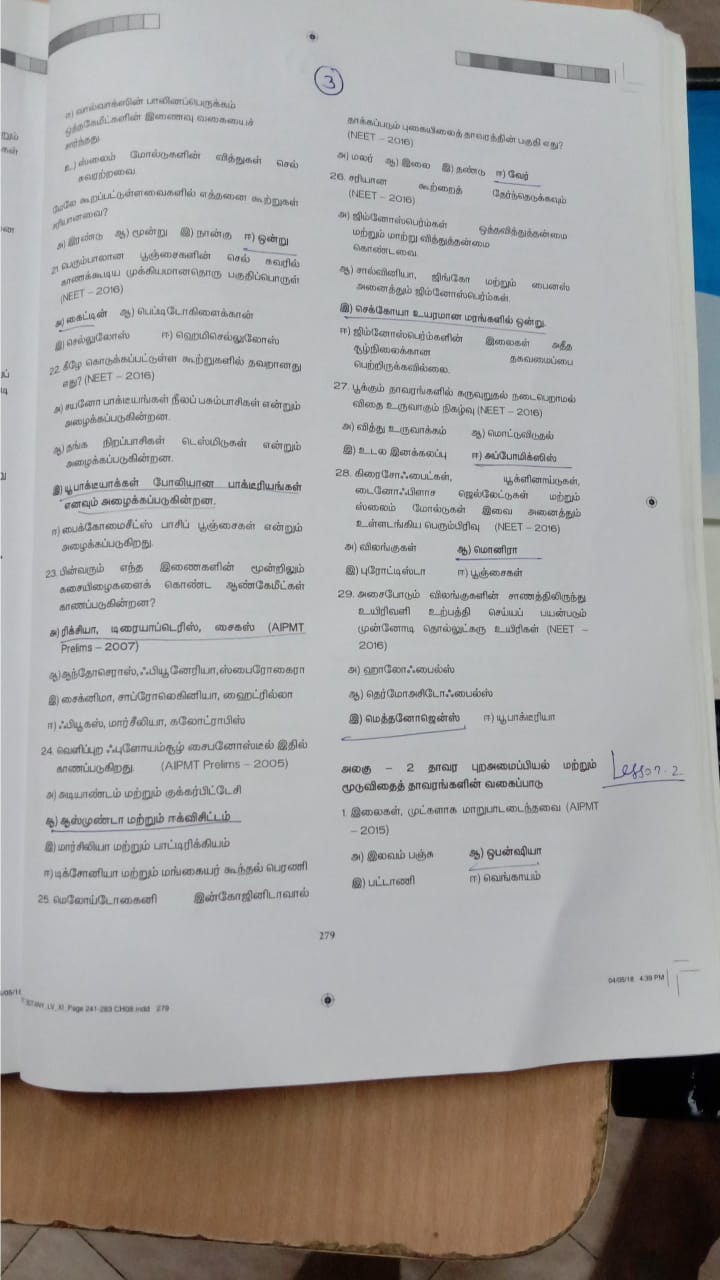 3
ஈ) வால்வாக்ஸின் பாலினப்பெருக்கம்
ஒத்தகேமீட்களின் இணைவு வகையைச்
சார்ந்தது.
உ) ஸ்லைம் மோல்டுகளின் வித்துகள் செல்
சுவரற்றவை.
மேலே கூறப்பட்டுள்ளவைகளில் எத்தனை கூற்றுகள்
சரியானவை?
அ) இரண்டு ஆ) மூன்று இ) நான்கு ஈ) ஒன்று
21. பெரும்பாலான பூஞ்சைகளின் செல் சுவரில்
காணக்கூடிய முக்கியமானதொரு பகுதிப்பொருள்
(NEET – 2016)
அ) கைட்டின் ஆ) பெப்டிடோகிளைக்கான்
இ) செல்லுலோஸ் ஈ) ஹெமிசெல்லுலோஸ்
22. கீழே கொடுக்கப்பட்டுள்ள கூற்றுகளில் தவறானது
எது? (NEET – 2016)
அ) சயனோ பாக்டீயங்கள் நீலப் பசும்பாசிகள் என்றும்
அழைக்கப்படுகின்றன.
ஆ) தங்க நிறப்பாசிகள் டெஸ்மிடுகள் என்றும்
அழைக்கப்படுகின்றன.
இ) யூபாக்டீயாக்கள் போலியான பாக்டீரியங்கள்
எனவும் அழைக்கப்படுகின்றன.
ஈ) பைக்கோமைசீட்ஸ் பாசிப் பூஞ்சைகள் என்றும்
அழைக்கப்படுகிறது.
23. பின்வரும் எந்த இணைகளின் மூன்றிலும்
கசையிழைகளைக் கொண்ட ஆண்கேமீட்கள்
காணப்படுகின்றன?
அ) ரிக்சியா, டிரையாப்டெரிஸ், சைகஸ் (AIPMT
Prelims – 2007)
ஆ) ஆந்தோசெராஸ், ஃபியூனேரியா, ஸ்பைரோகைரா
இ) சைக்னிமா, சாப்ரோலெகினியா, ஹைட்ரில்லா
ஈ) ஃபியூகஸ், மார்சீலியா, கலோட்ராபிஸ்
24. வெளிப்புற ஃபுளோயம்சூழ் சைபனோஸ்டீல் இதில்
காணப்படுகிறது. (AIPMT Prelims – 2005)
அ) அடியாண்டம் மற்றும் குக்கர்பிட்டேசி
ஆ) ஆஸ்முண்டா மற்றும் ஈக்விசிட்டம்
இ) மார்சிலியா மற்றும் பாட்டிரிக்கியம்
ஈ) டிக்சோனியா மற்றும் மங்கையர் கூந்தல் பெரணி
25. மெலோய்டோகைனி இன்கோஜினிடாவால்
தாக்கப்படும் புகையிலைத் தாவரத்தின் பகுதி எது?
(NEET – 2016)
அ) மலர் ஆ) இலை இ) தண்டு ஈ) வேர்
26. சரியான கூற்றைத் தேர்ந்தெடுக்கவும்
(NEET – 2016)
அ) ஜிம்னோஸ்பெர்ம்கள் ஒத்தவித்துத்தன்மை
மற்றும் மாற்று வித்துத்தன்மை
கொண்டவை.
ஆ) சால்வினியா, ஜிங்கோ மற்றும் பைனஸ்
அனைத்தும் ஜிம்னோஸ்பெர்ம்கள்.
இ) செக்கோயா உயரமான மரங்களில் ஒன்று.
ஈ) ஜிம்னோஸ்பெர்ம்களின் இலைகள் அதீத
சூழ்நிலைக்கான தகவமைப்பை
பெற்றிருக்கவில்லை.
27. பூக்கும் தாவரங்களில் கருவுறுதல் நடைபெறாமல்
விதை உருவாகும் நிகழ்வு (NEET – 2016)
அ) வித்து உருவாக்கம் ஆ) மொட்டுவிடுதல்
இ) உடல இனக்கலப்பு ஈ) அப்போமிக்ஸிஸ்
28. கிரைசோஃபைட்கள், யூக்ளினாய்டுகள்,
டைனோஃபிளாச ஜெல்லேட்டுகள் மற்றும்
ஸ்லைம் மோல்டுகள் இவை அனைத்தும்
உள்ளடங்கிய பெரும்பிரிவு (NEET – 2016)
அ) விலங்குகள் ஆ) மொனிரா
இ) புரோட்டிஸ்டா ஈ) பூஞ்சைகள்
29. அசைபோடும் விலங்குகளின் சாணத்திலிருந்து
உயிரிவளி உற்பத்தி செய்யப் பயன்படும்
முன்னோடி தொல்லுட்கரு உயிரிகள் (NEET –
2016)
அ) ஹாலோஃபைல்ஸ்
ஆ) தெர்மோஅசிடோஃபைல்ஸ்
இ) மெத்தனோஜென்ஸ் ஈ) யூபாக்டீரியா
அலகு – 2 தாவர புறஅமைப்பியல் மற்றும்
மூடுவிதைத் தாவரங்களின் வகைப்பாடு
Lesson-2
1. இலைகள், முட்களாக மாறுபாடடைந்தவை (AIPMT
– 2015)
அ) இலவம் பஞ்சு ஆ) ஒபன்ஷியா
இ) பட்டாணி ஈ) வெங்காயம்
279
BOTANY_LV_XI_Page 241-283 CH08.indd 279
04/05/18 4:39 PM